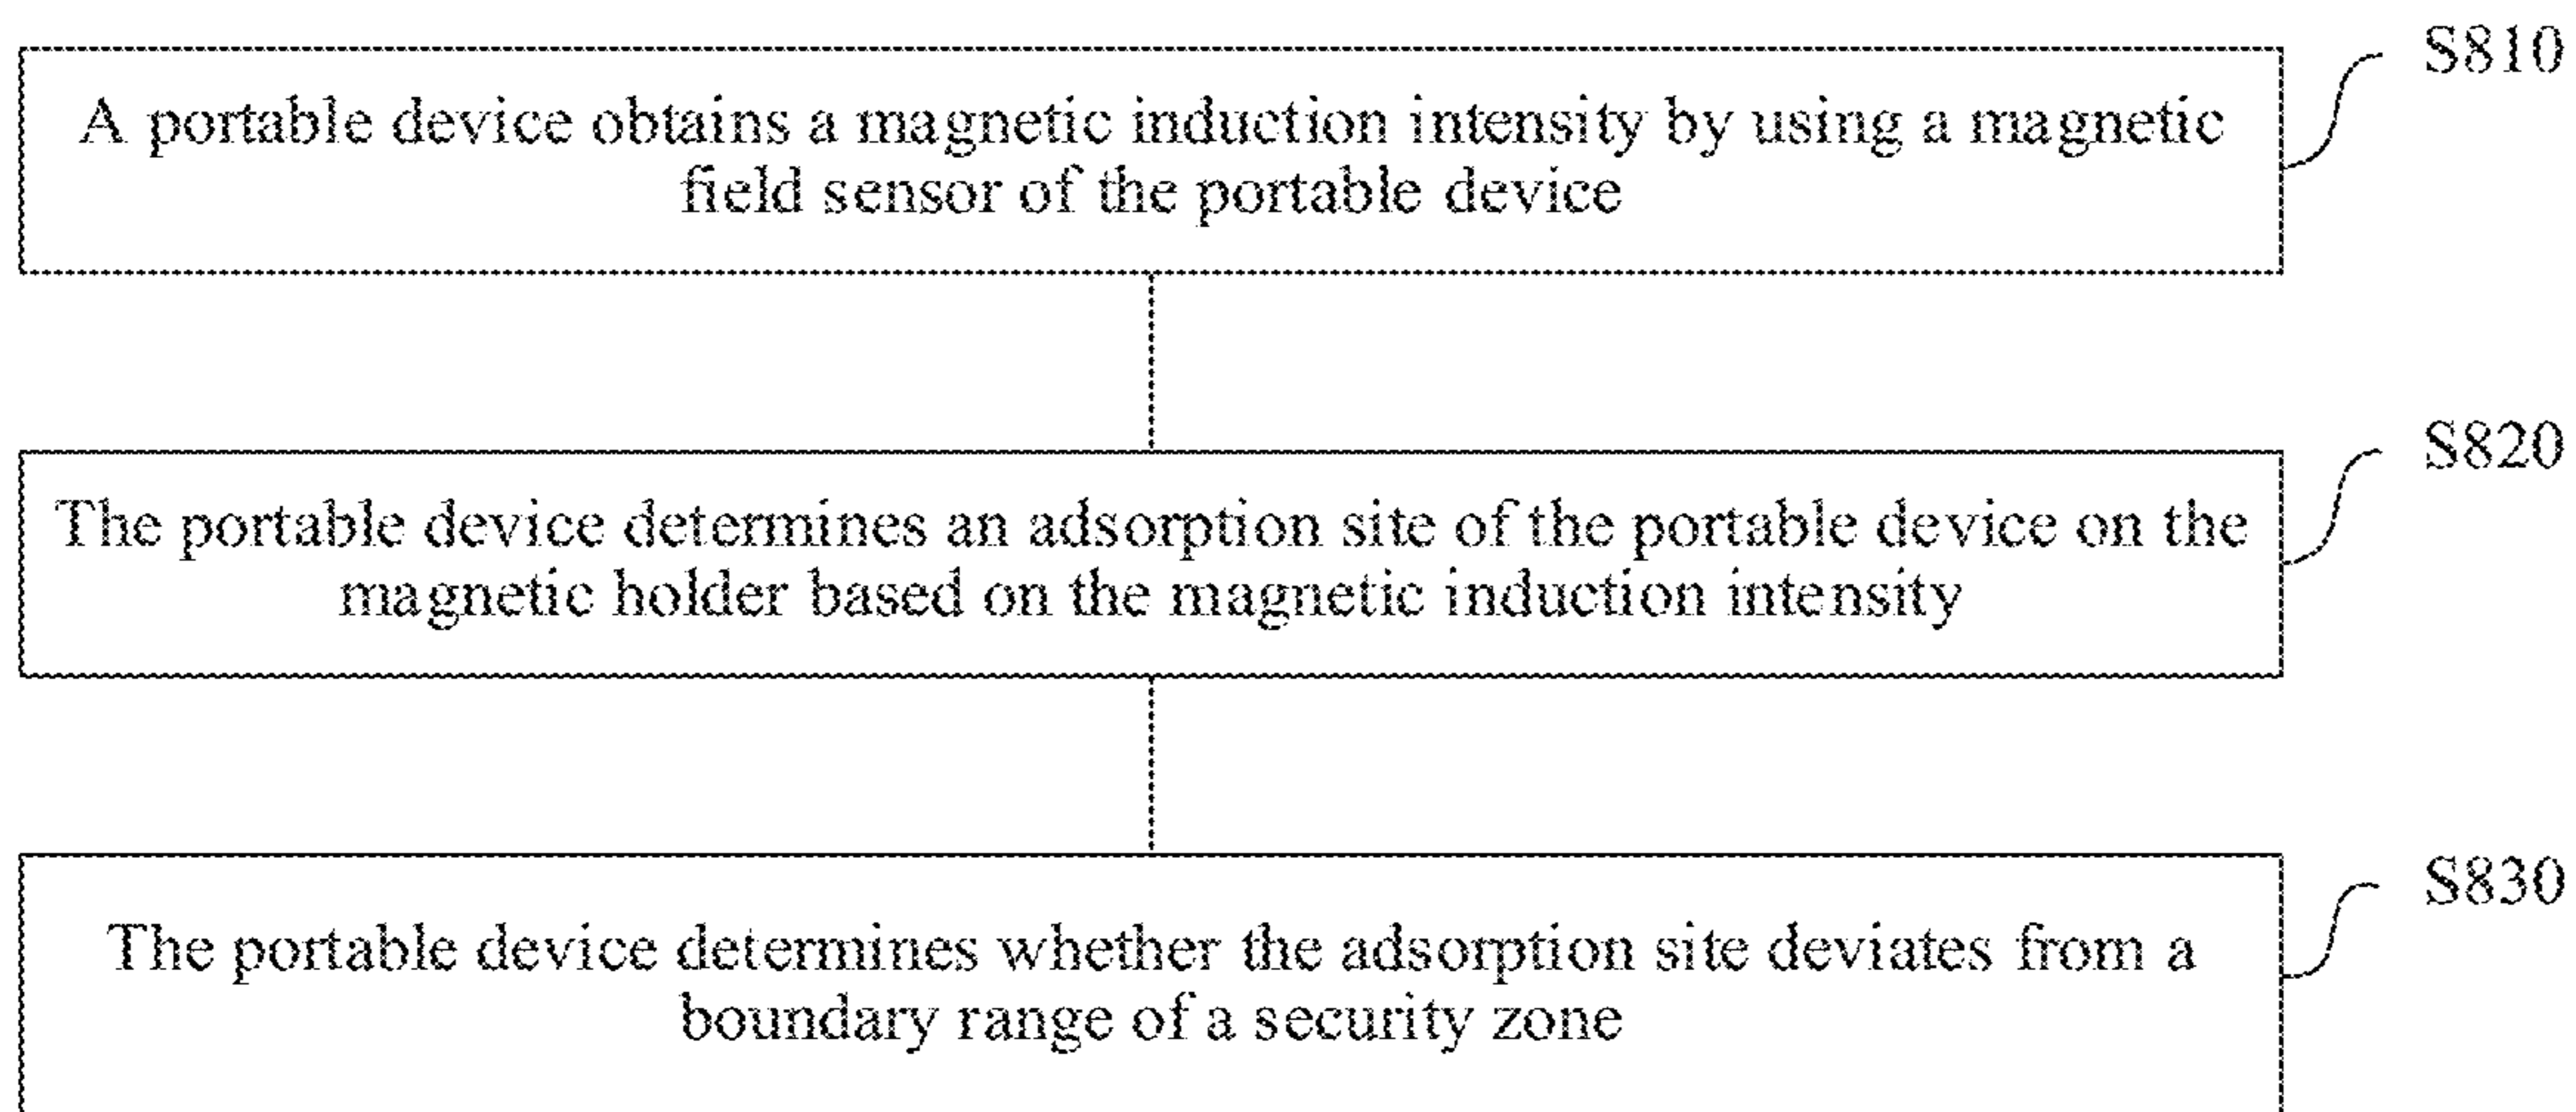 S810
A portable device obtains a magnetic induction intensity by using a magnetic
field sensor of the portable device
S820
The portable device determines an adsorption site of the portable device on the
magnetic holder based on the magnetic induction intensity
S830
The portable device determines whether the adsorption site deviates from a
boundary range of a security zone